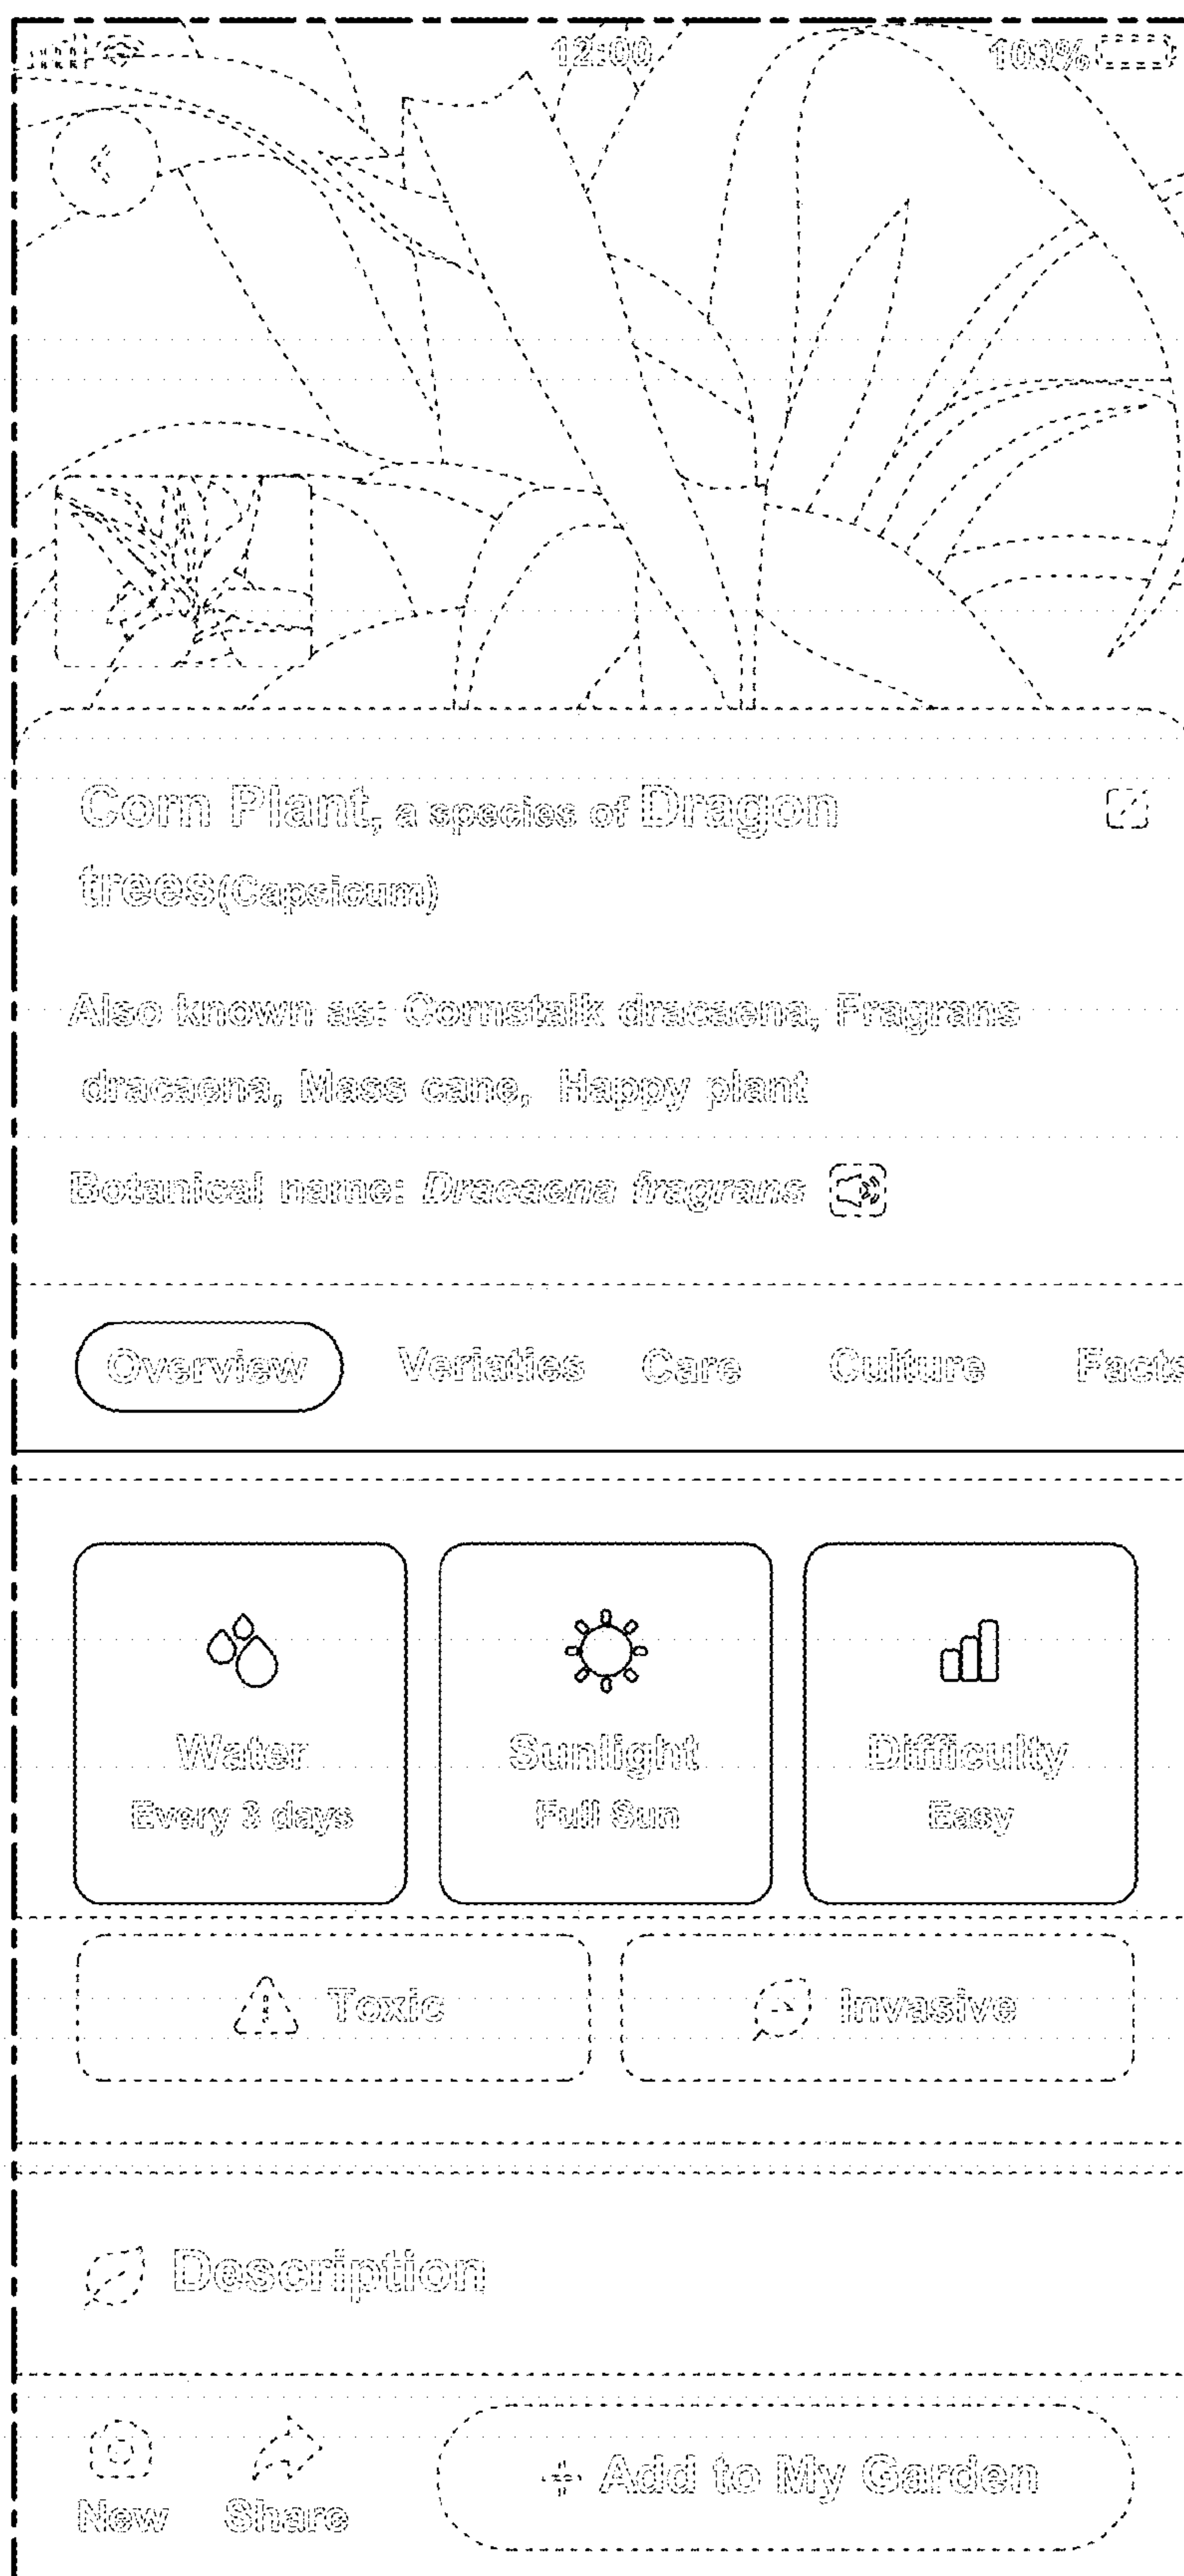 12:00 100%
Corn Plant, a species of Dragon
trees(Capsicum)
Also known as: Cornstalk dracaena, Fragrans
dracaena, Mass cane, Happy plant
Botanical name: Dracaena fragrans
Overview Veriaties Care Culture Facts
Water Sunlight Difficulty
Every 3 days Full Sun Easy
Toxic Invasive
Description
+ Add to My Garden
New Share